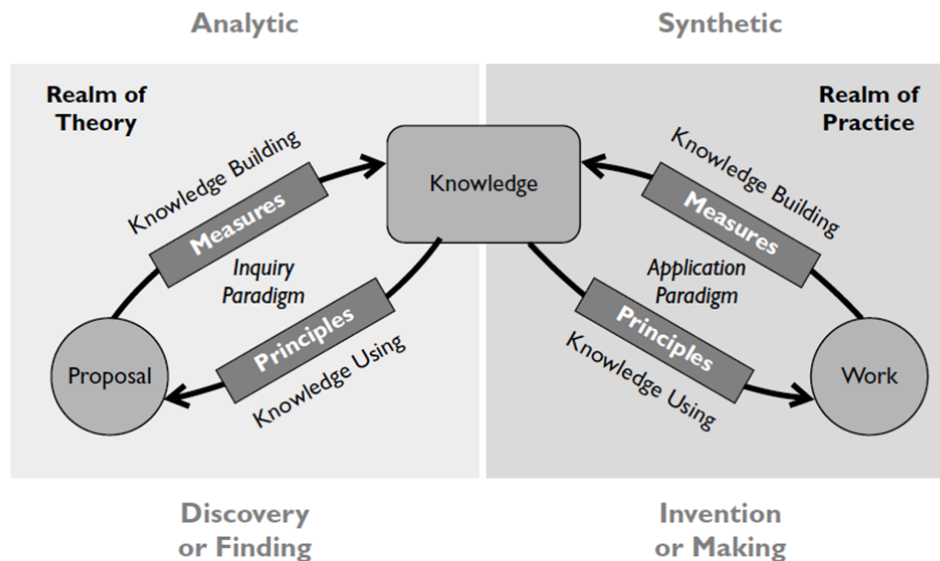 Analytic
Synthetic
Realm of
Theory
Realm of
Practice
Knowledge Building
Measures
Inquiry
Paradigm
Principles
Knowledge Using
Proposal
Knowledge
Knowledge Building
Measures
Application
Paradigm
Principles
Knowledge Using
Work
Discovery
or Finding
Invention
or Making